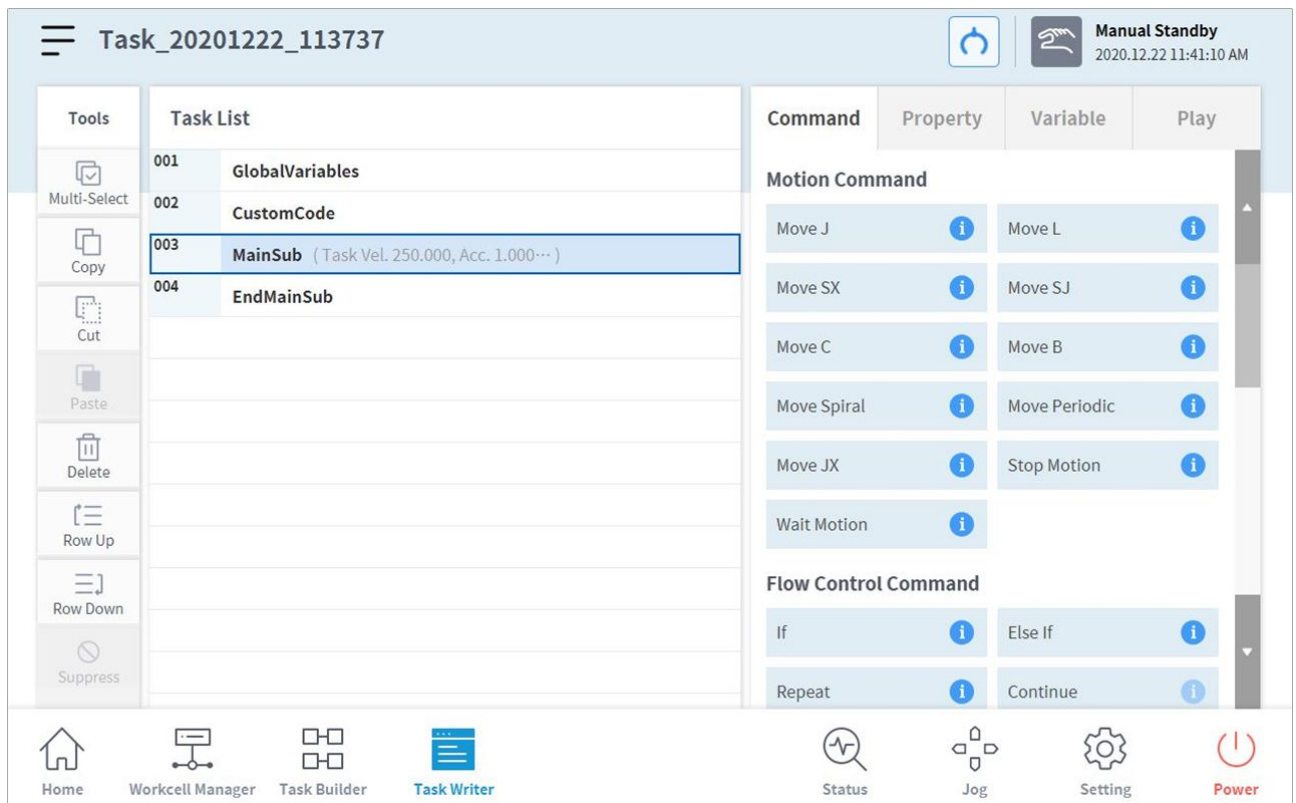 Task_20201222_113737
Manual Standby
2020.12.22 11:41:10 AM
Tools
Multi-Select
Copy
Cut
Paste
Delete
Row Up
Row Down
Suppress
Task List
001 GlobalVariables
002 CustomCode
003 MainSub ( Task Vel. 250.000, Acc. 1.000··· )
004 EndMainSub
Command Property Variable Play
Motion Command
Move J i Move L i
Move SX i Move SJ i
Move C i Move B i
Move Spiral i Move Periodic i
Move JX i Stop Motion i
Wait Motion i
Flow Control Command
If i Else If i
Repeat i Continue i
Home Workcell Manager Task Builder Task Writer Status Jog Setting Power